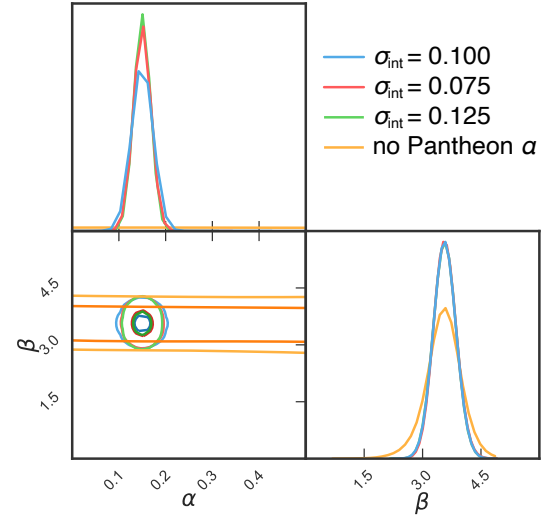 σint = 0.100
σint = 0.075
σint = 0.125
no Pantheon α
4.5
3.0
1.5
β
0.1 0.2 0.3 0.4
α
1.5 3.0 4.5
β